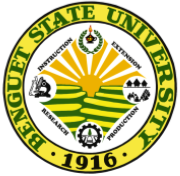 BENGUET STATE UNIVERSITY
INSTRUCTION
EXTENSION
RESEARCH
PRODUCTION
1916